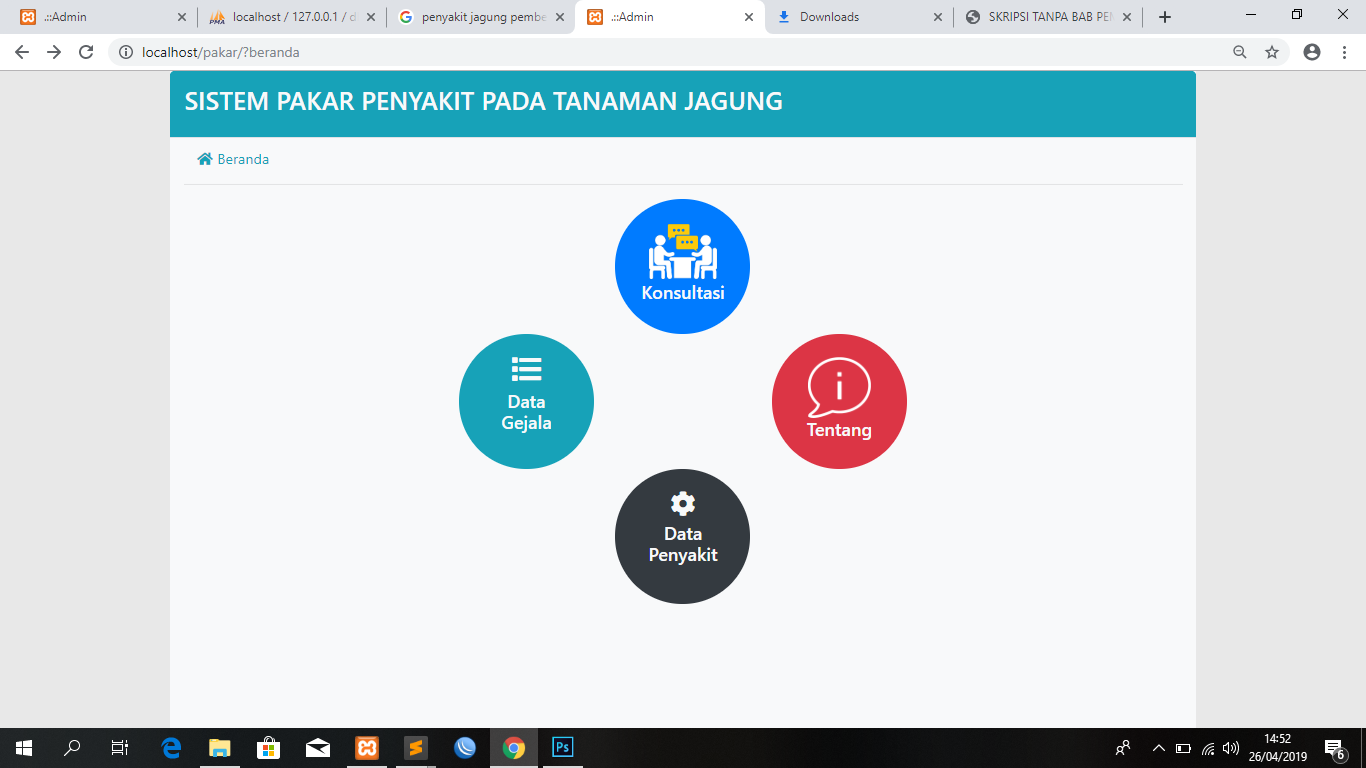 .::Admin
localhost / 127.0.0.1 / d
penyakit jagung pembe
.::Admin
Downloads
SKRIPSI TANPA BAB PEM
localhost/pakar/?beranda
SISTEM PAKAR PENYAKIT PADA TANAMAN JAGUNG
Beranda
Konsultasi
Data
Gejala
i
Tentang
Data
Penyakit
Ps
14:52
26/04/2019
6